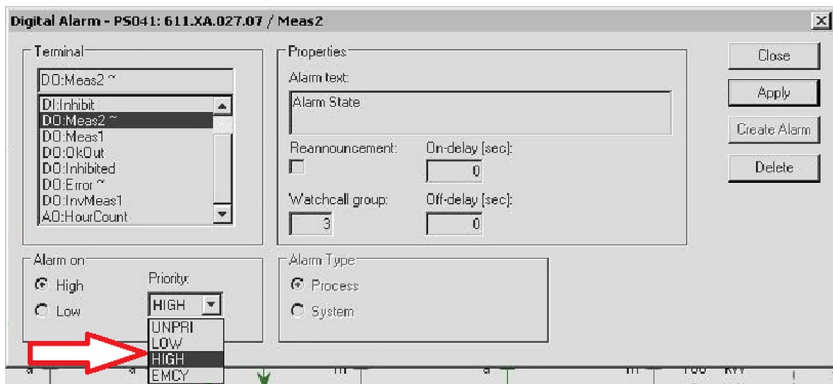 Digital Alarm - PS041: 611.XA.027.07 / Meas2
Terminal
DO:Meas2 ~
DI:Inhibit
DO:Meas2 ~
DO:Meas1
DO:OkOut
DO:Inhibited
DO:Error ~
DO:InvMeas1
AO:HourCount
Properties
Alarm text:
Alarm State
Reannouncement:
On-delay [sec]:
0
Watchcall group:
Off-delay [sec]:
3
0
Close
Apply
Create Alarm
Delete
Alarm on
High
Low
Priority:
HIGH
UNPRI
LOW
HIGH
EMCY
Alarm Type
Process
System